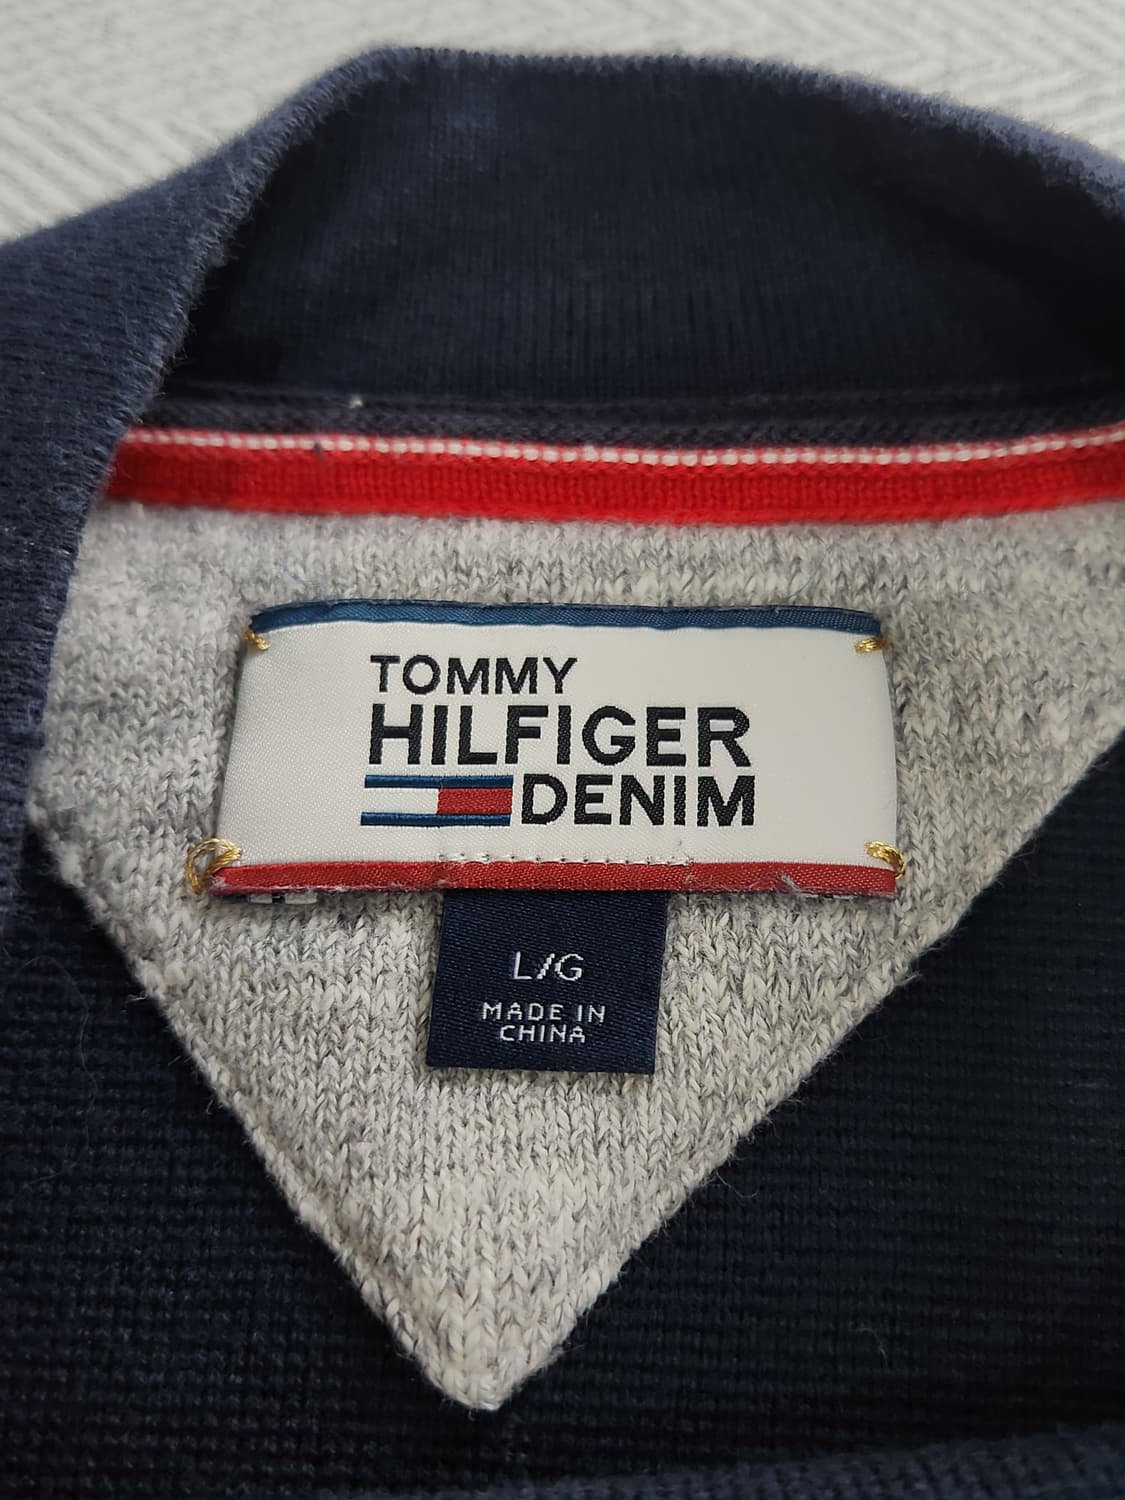 TOMMY
HILFIGER
DENIM
L/G
MADE IN
CHINA